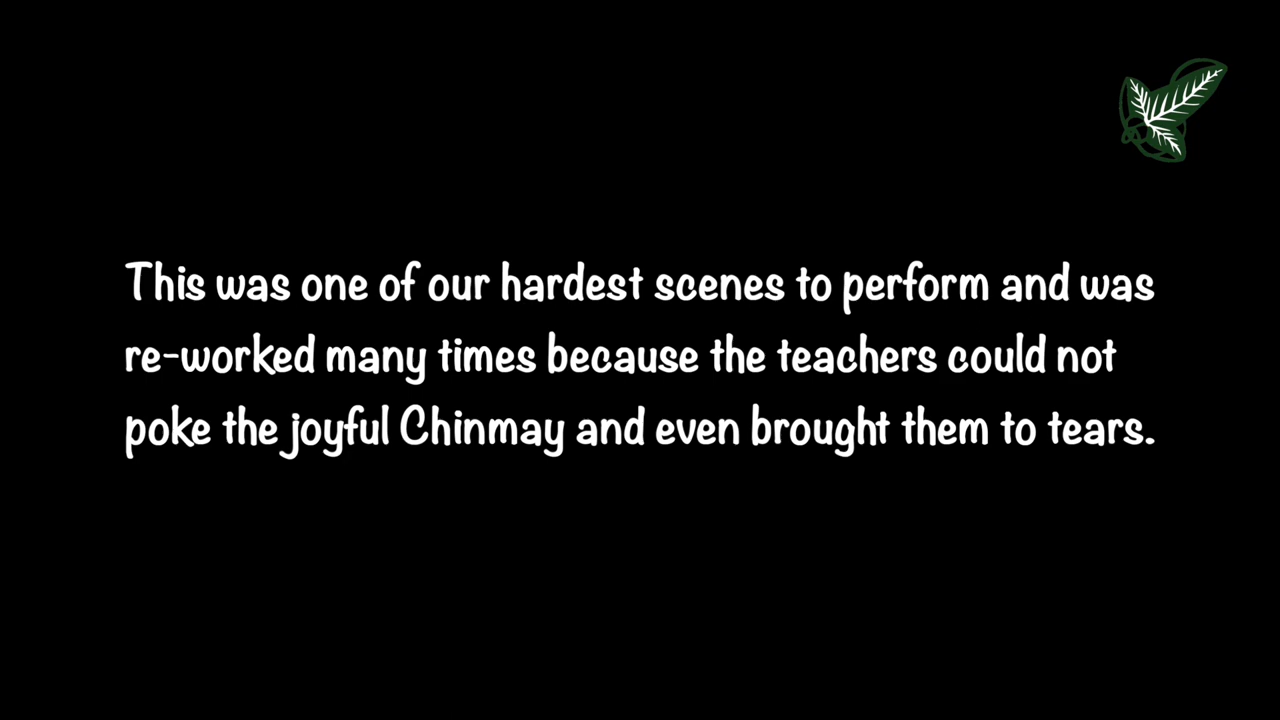 This was one of our hardest scenes to perform and was
re-worked many times because the teachers could not
poke the joyful Chinmay and even brought them to tears.